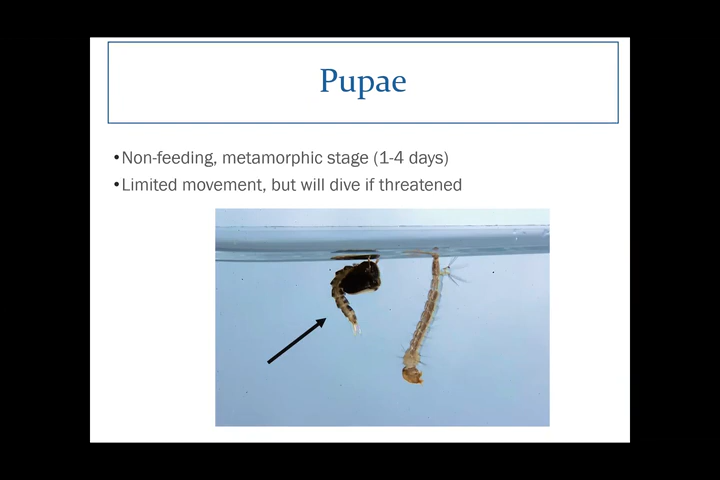 Pupae
•Non-feeding, metamorphic stage (1-4 days)
•Limited movement, but will dive if threatened